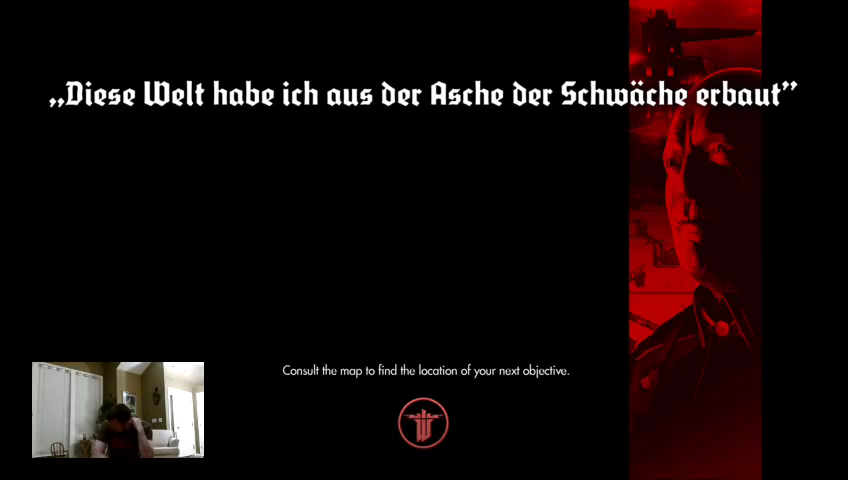 „Diese Welt habe ich aus der Asche der Schwäche erbaut”
Consult the map to find the location of your next objective.